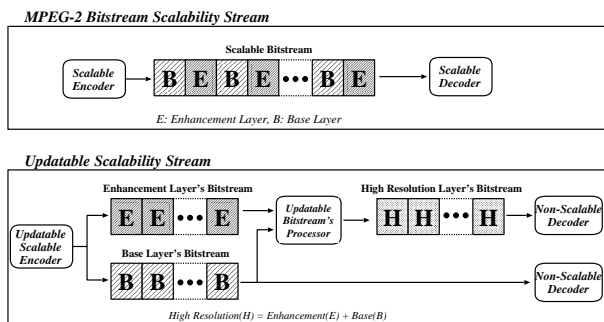 MPEG-2 Bitstream Scalability Stream
Scalable Bitstream
Scalable
Encoder
B E B E ••• B E
Scalable
Decoder
E: Enhancement Layer, B: Base Layer
Updatable Scalability Stream
Enhancement Layer's Bitstream
High Resolution Layer's Bitstream
E E ••• E
Updatable
Bitstream's
Processor
H H ••• H
Non-Scalable
Decoder
Updatable
Scalable
Encoder
Base Layer's Bitstream
B B ••• B
Non-Scalable
Decoder
High Resolution(H) = Enhancement(E) + Base(B)